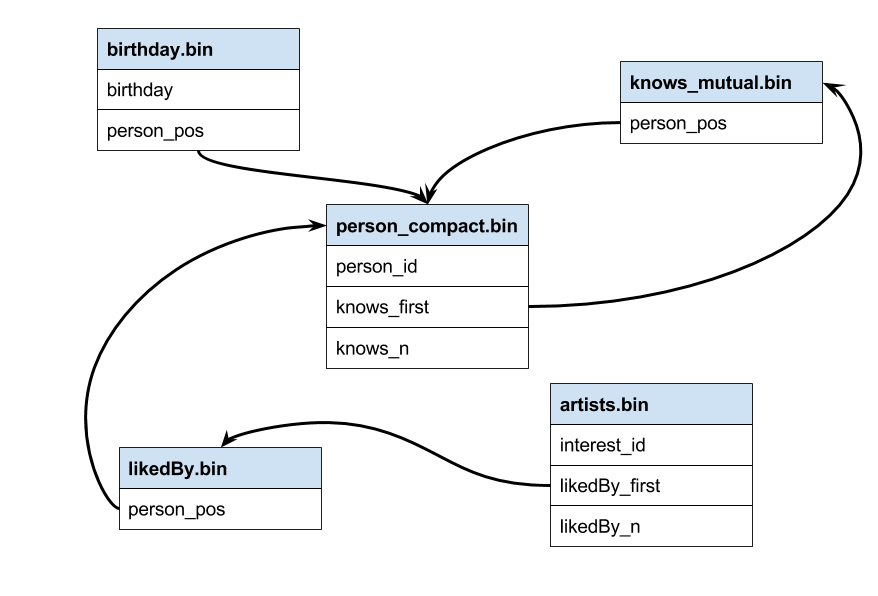 birthday.bin
birthday
person_pos
knows_mutual.bin
person_pos
person_compact.bin
person_id
knows_first
knows_n
artists.bin
interest_id
likedBy_first
likedBy_n
likedBy.bin
person_pos